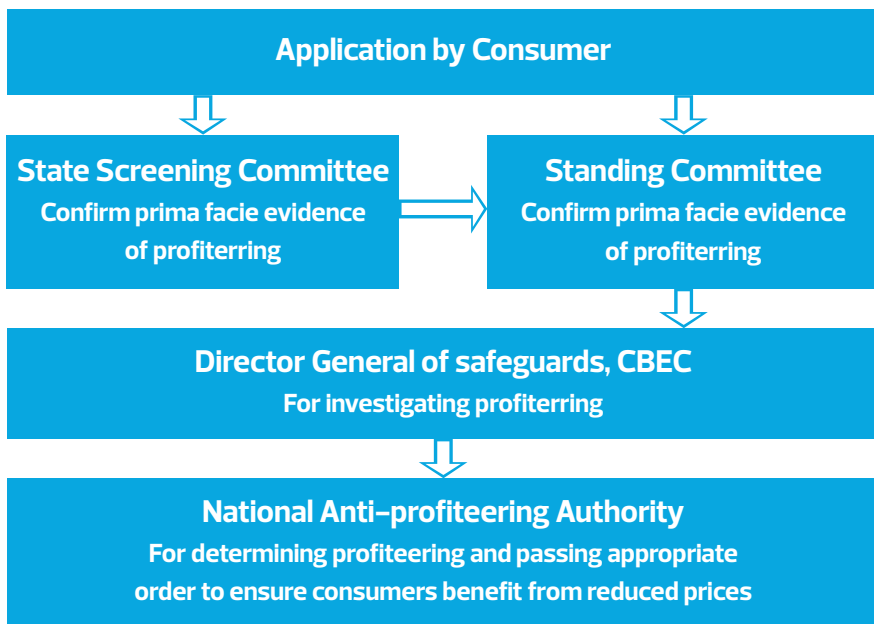 Application by Consumer
State Screening Committee
Confirm prima facie evidence
of profiterring
Standing Committee
Confirm prima facie evidence
of profiterring
Director General of safeguards, CBEC
For investigating profiterring
National Anti-profiteering Authority
For determining profiteering and passing appropriate
order to ensure consumers benefit from reduced prices